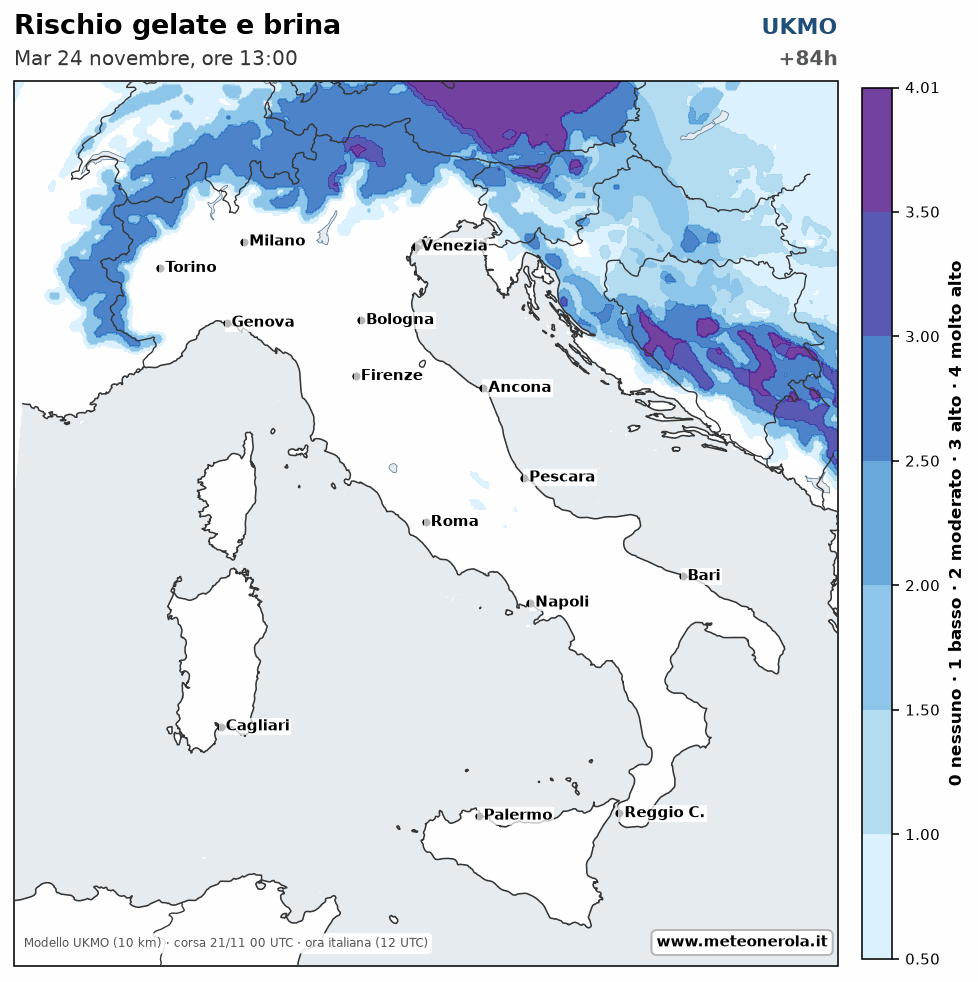 Rischio gelate e brina
UKMO
Mar 24 novembre, ore 13:00
+84h
4.01
3.50
3.00
2.50
2.00
1.50
1.00
0.50
0 nessuno · 1 basso · 2 moderato · 3 alto · 4 molto alto
Milano
Venezia
Torino
Genova
Bologna
Firenze
Ancona
Pescara
Roma
Bari
Napoli
Cagliari
Palermo
Reggio C.
Modello UKMO (10 km) · corsa 21/11 00 UTC · ora italiana (12 UTC)
www.meteonerola.it